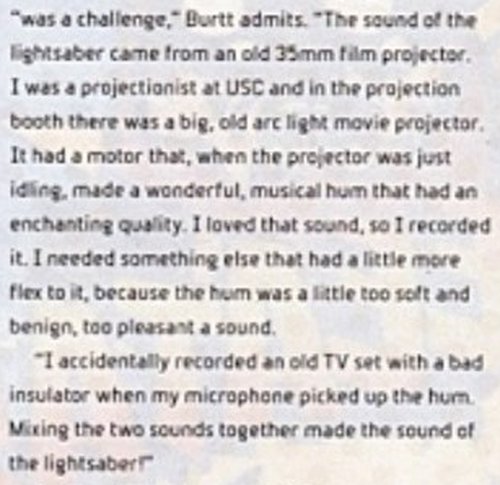 "was a challenge," Burtt admits. "The sound of the
lightsaber came from an old 35mm film projector.
I was a projectionist at USC and in the projection
booth there was a big, old arc light movie projector.
It had a motor that, when the projector was just
idling, made a wonderful, musical hum that had an
enchanting quality. I loved that sound, so I recorded
it. I needed something else that had a little more
flex to it, because the hum was a little too soft and
benign, too pleasant a sound.
"I accidentally recorded an old TV set with a bad
insulator when my microphone picked up the hum.
Mixing the two sounds together made the sound of
the lightsaber!"